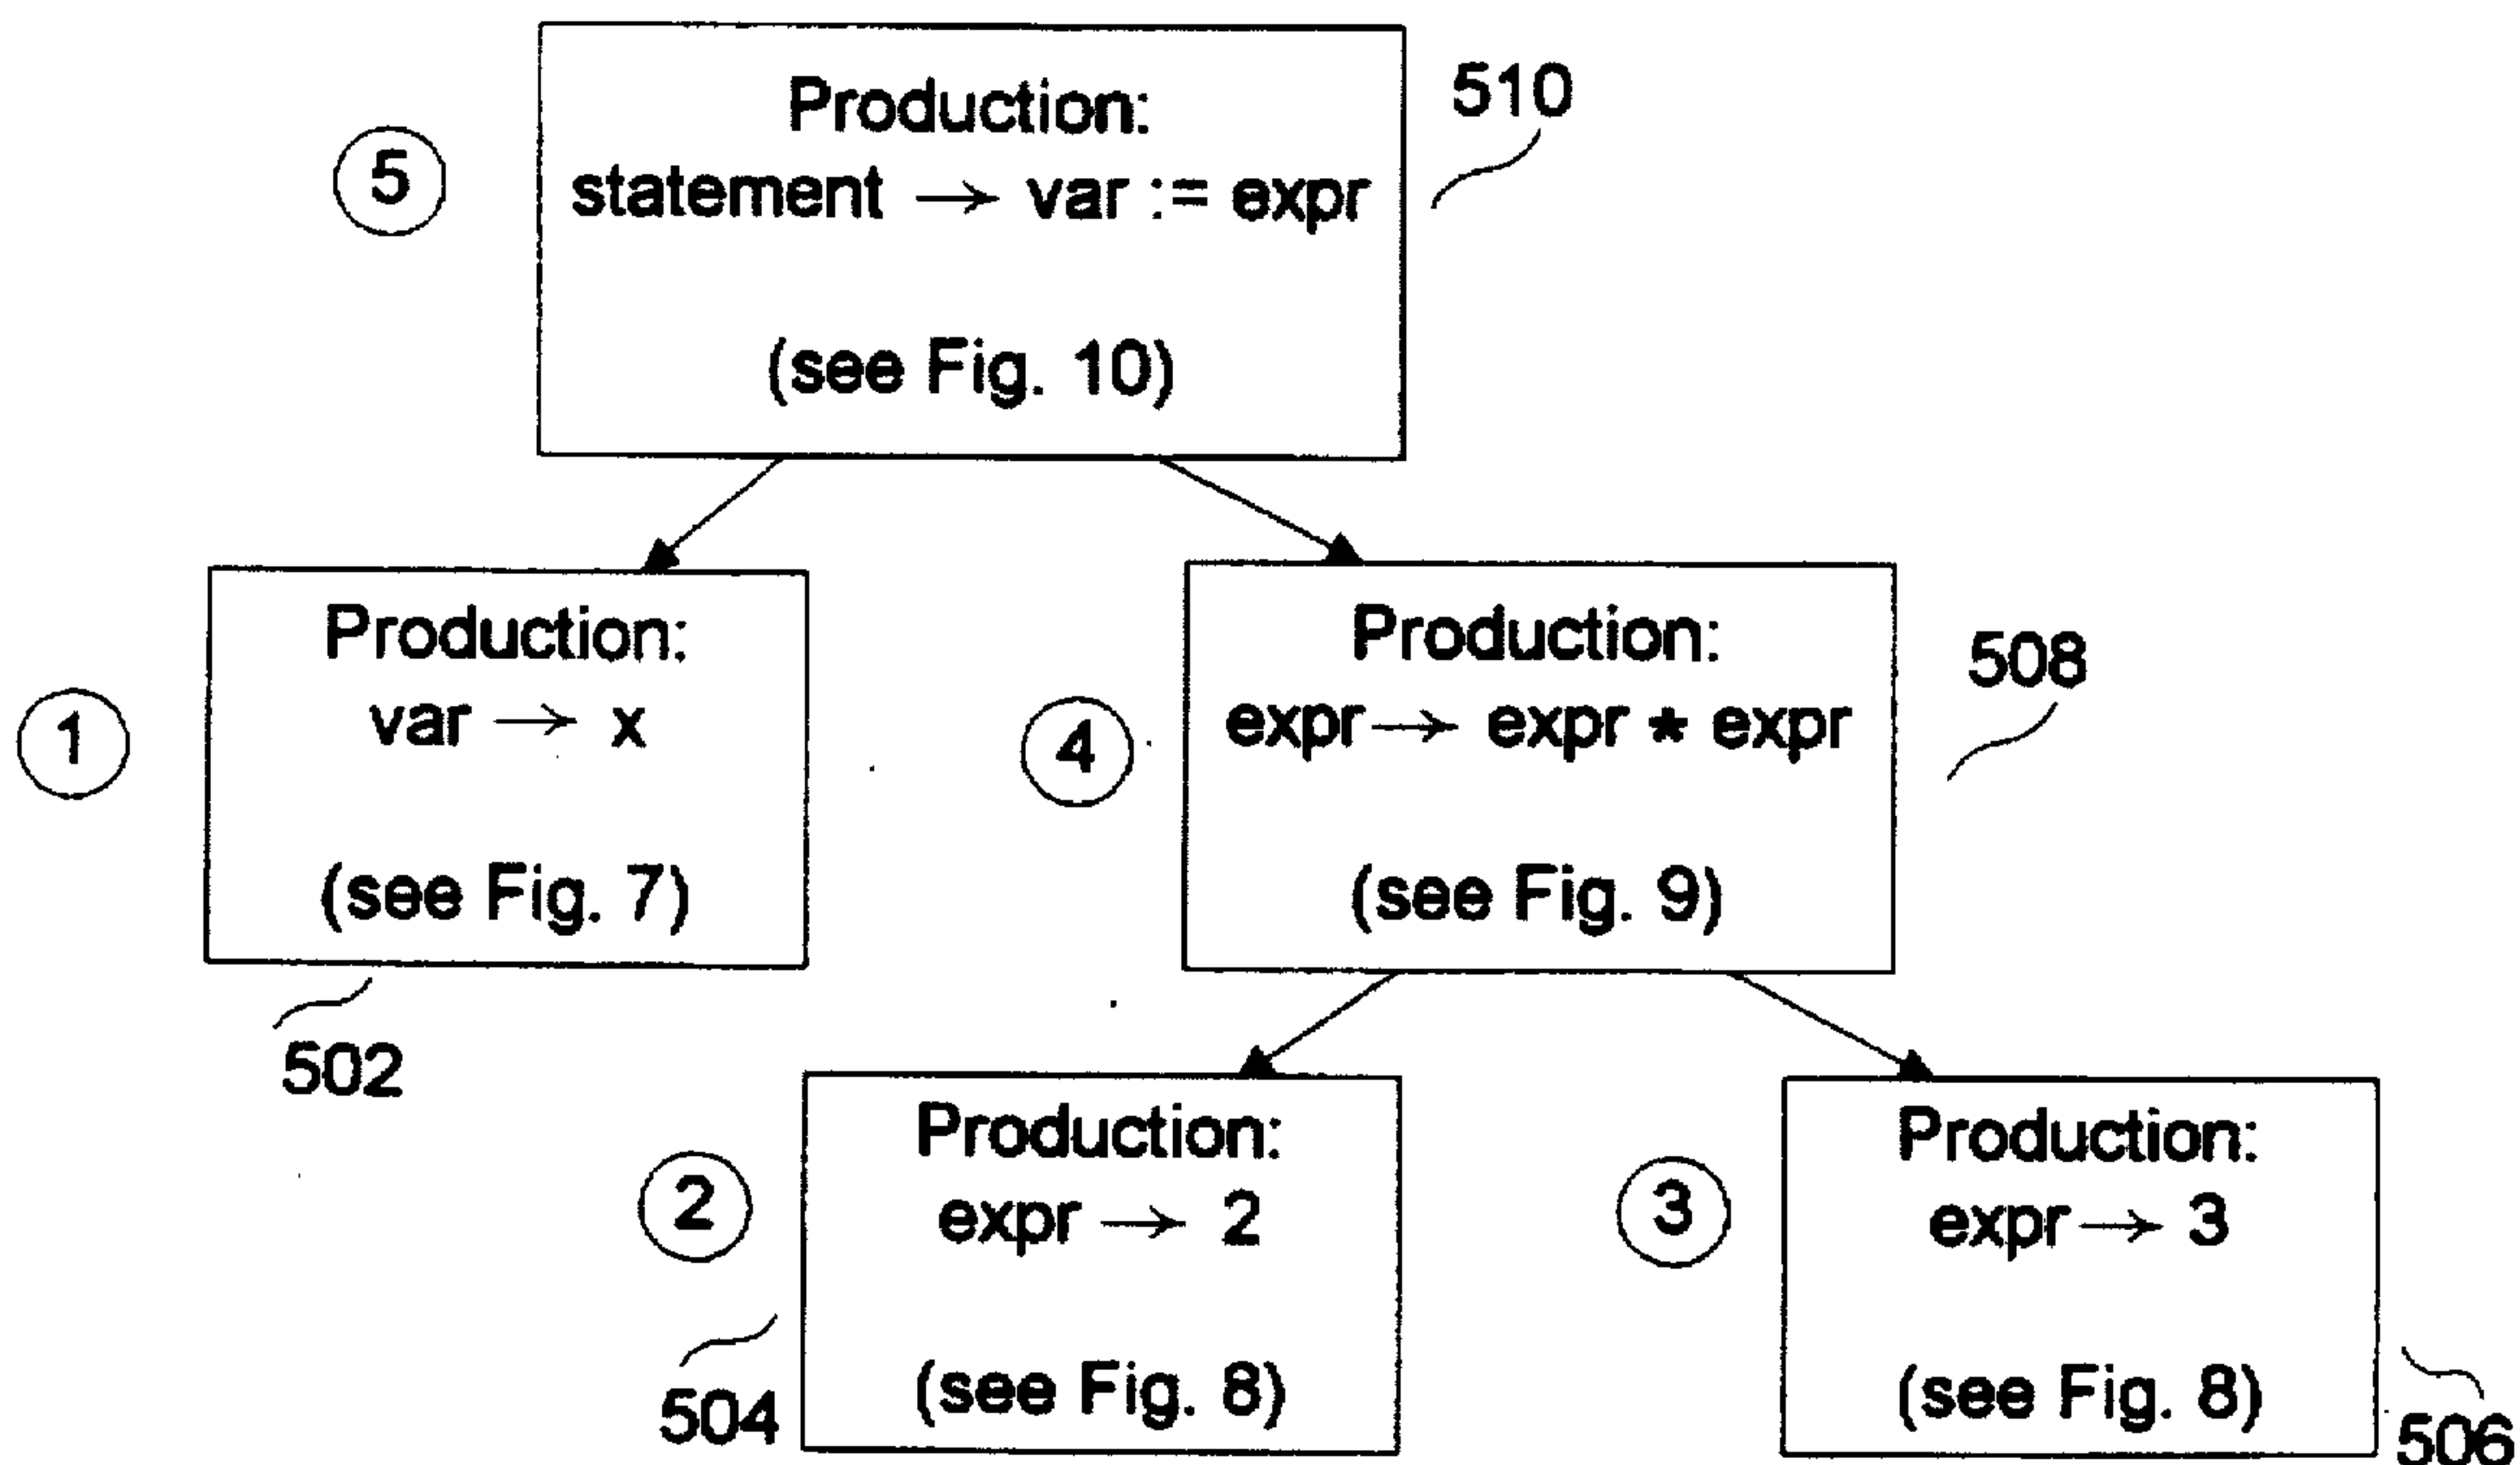 Production:
510
5
statement → var := expr
(see Fig. 10)
Production:
var → x
1
(see Fig. 7)
502
Production:
508
4
expr → expr * expr
(see Fig. 9)
Production:
2
expr → 2
(see Fig. 8)
504
Production:
3
expr → 3
(see Fig. 8)
506